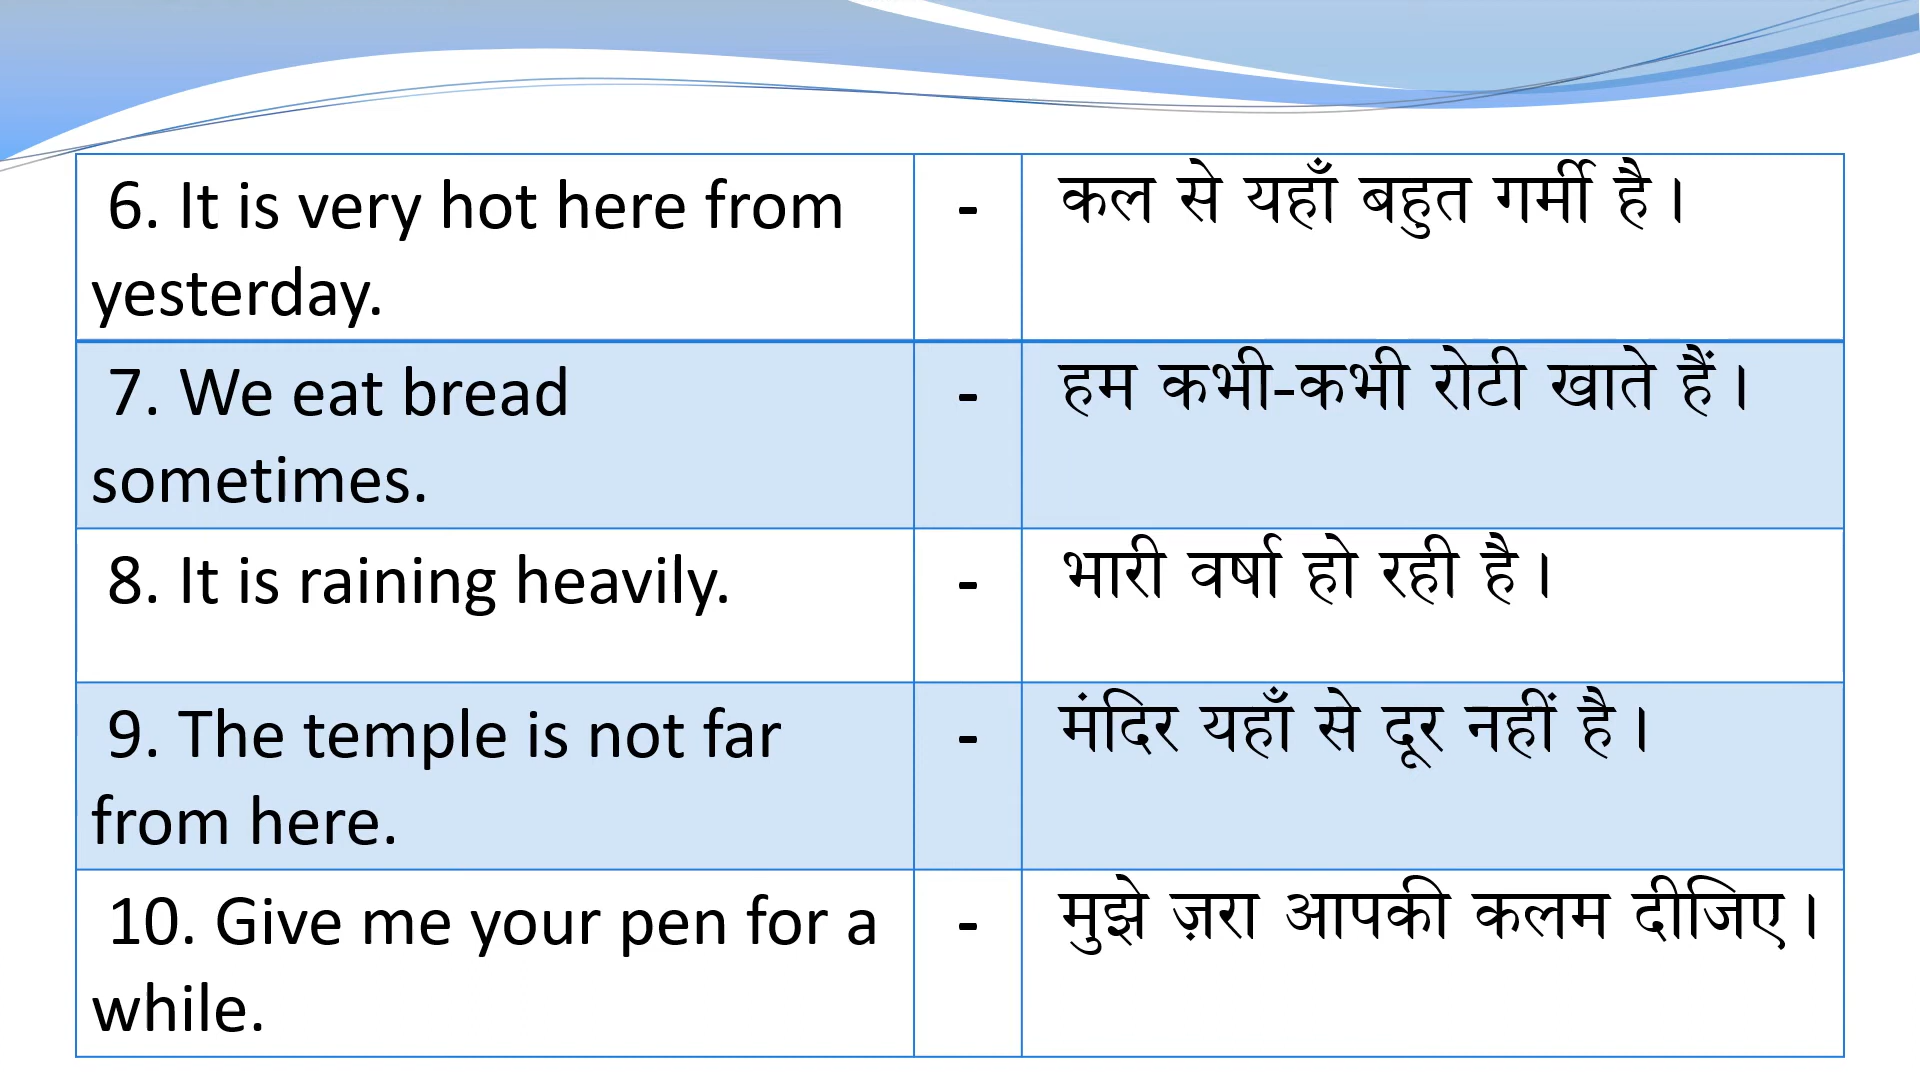 6. It is very hot here from - कल से यहाँ बहुत गर्मी है।
yesterday.
7. We eat bread - हम कभी-कभी रोटी खाते हैं।
sometimes.
8. It is raining heavily. - भारी वर्षा हो रही है।
9. The temple is not far - मंदिर यहाँ से दूर नहीं है।
from here.
10. Give me your pen for a - मुझे ज़रा आपकी कलम दीजिए।
while.